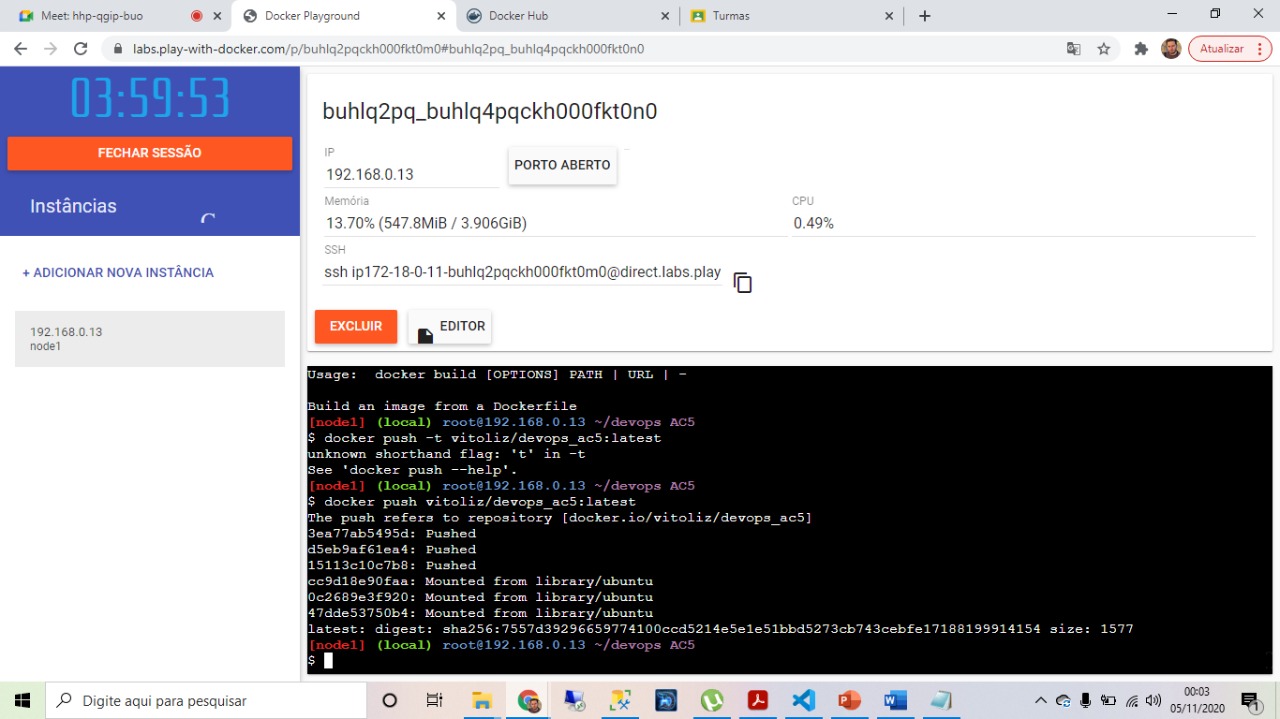 Meet: hhp-qgip-buo
Docker Playground
Docker Hub
Turmas
labs.play-with-docker.com/p/buhlq2pqckh000fkt0m0#buhlq2pq_buhlq4pqckh000fkt0n0
Atualizar
03:59:53
FECHAR SESSÃO
Instâncias
+ ADICIONAR NOVA INSTÂNCIA
192.168.0.13
node1
buhlq2pq_buhlq4pqckh000fkt0n0
IP
192.168.0.13
PORTO ABERTO
Memória
13.70% (547.8MiB / 3.906GiB)
CPU
0.49%
SSH
ssh ip172-18-0-11-buhlq2pqckh000fkt0m0@direct.labs.play
EXCLUIR
EDITOR
Usage:  docker build [OPTIONS] PATH | URL | -
Build an image from a Dockerfile
[node1] (local) root@192.168.0.13 ~/devops AC5
$ docker push -t vitoliz/devops_ac5:latest
unknown shorthand flag: 't' in -t
See 'docker push --help'.
[node1] (local) root@192.168.0.13 ~/devops AC5
$ docker push vitoliz/devops_ac5:latest
The push refers to repository [docker.io/vitoliz/devops_ac5]
3ea77ab5495d: Pushed
d5eb9af61ea4: Pushed
15113c10c7b8: Pushed
cc9d18e90faa: Mounted from library/ubuntu
0c2689e3f920: Mounted from library/ubuntu
47dde53750b4: Mounted from library/ubuntu
latest: digest: sha256:7557d39296659774100ccd5214e5e1e51bbd5273cb743cebfe17188199914154 size: 1577
[node1] (local) root@192.168.0.13 ~/devops AC5
$
Digite aqui para pesquisar
00:03
05/11/2020